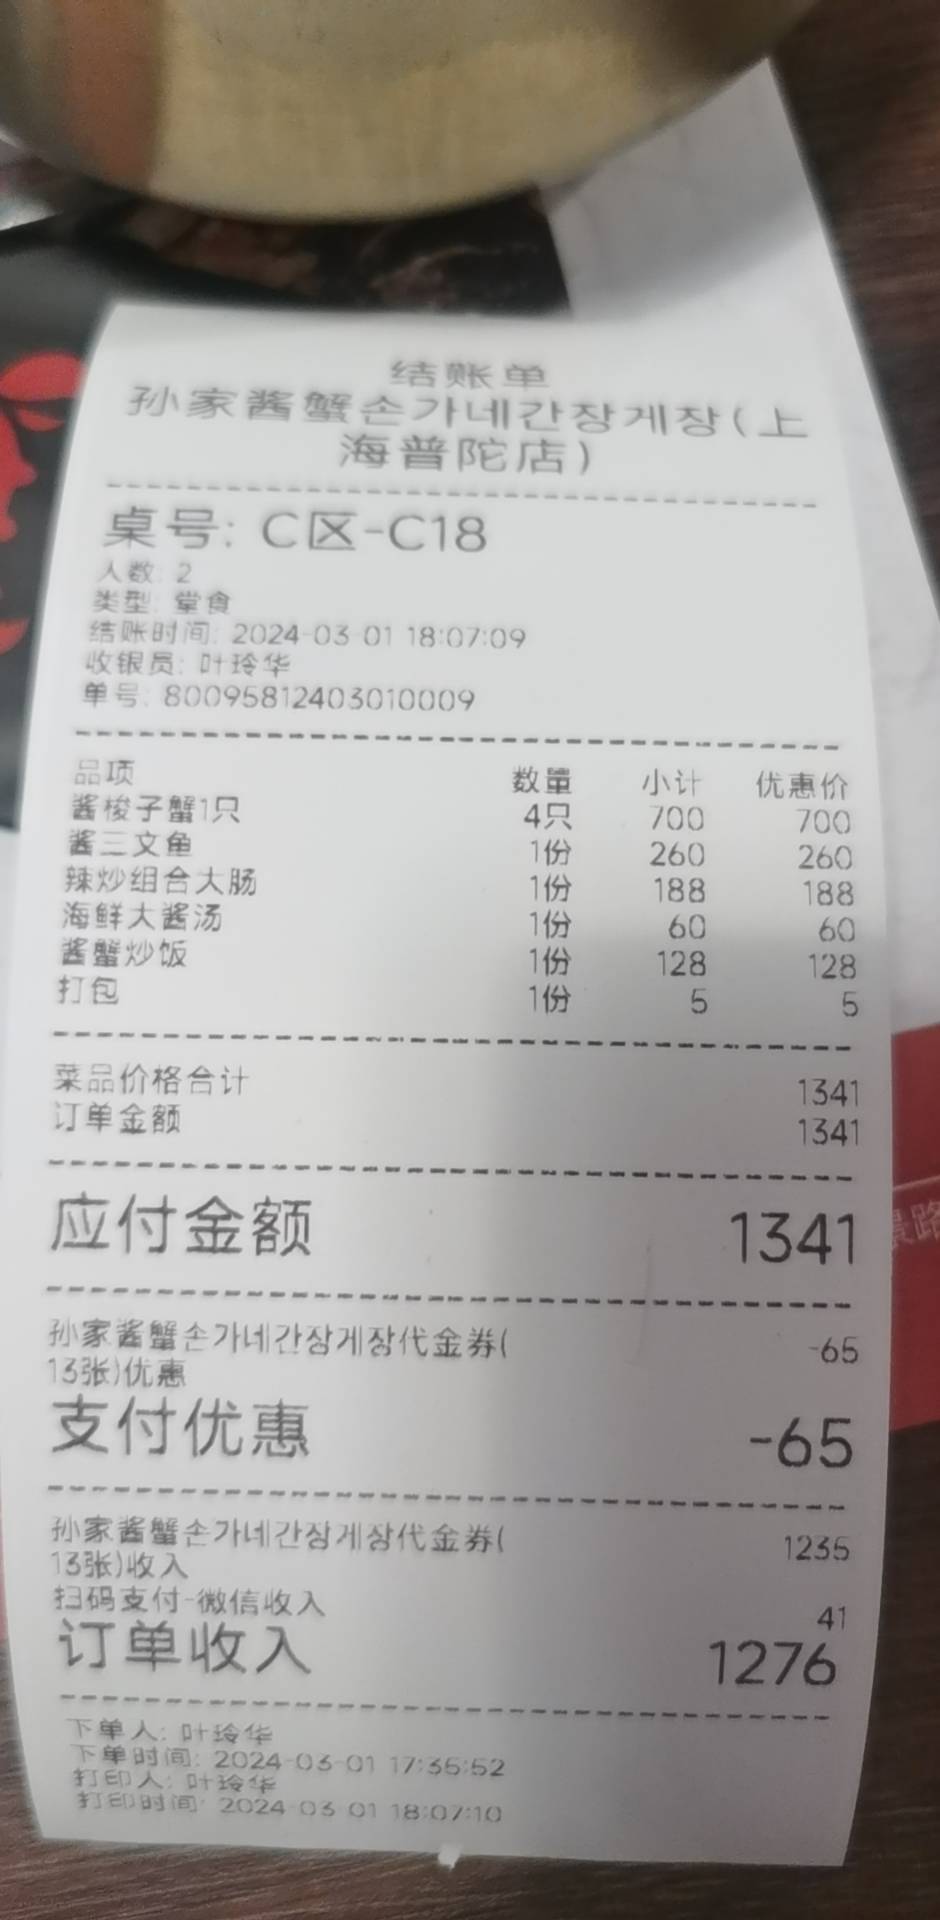 结账单
孙家酱蟹손가네간장게장(上
海普陀店)
桌号: C区-C18
人数: 2
类型: 堂食
结账时间: 2024-03-01 18:07:09
收银员: 叶玲华
单号: 80095812403010009
品项 数量 小计 优惠价
酱梭子蟹1只 4只 700 700
酱三文鱼 1份 260 260
辣炒组合大肠 1份 188 188
海鲜大酱汤 1份 60 60
酱蟹炒饭 1份 128 128
打包 1份 5 5
菜品价格合计 1341
订单金额 1341
应付金额 1341
孙家酱蟹손가네간장게장代金券( -65
13张)优惠
支付优惠 -65
孙家酱蟹손가네간장게장代金券( 1235
13张)收入
扫码支付-微信收入 41
订单收入 1276
下单人: 叶玲华
下单时间: 2024-03-01 17:35:52
打印人: 叶玲华
打印时间: 2024-03-01 18:07:10